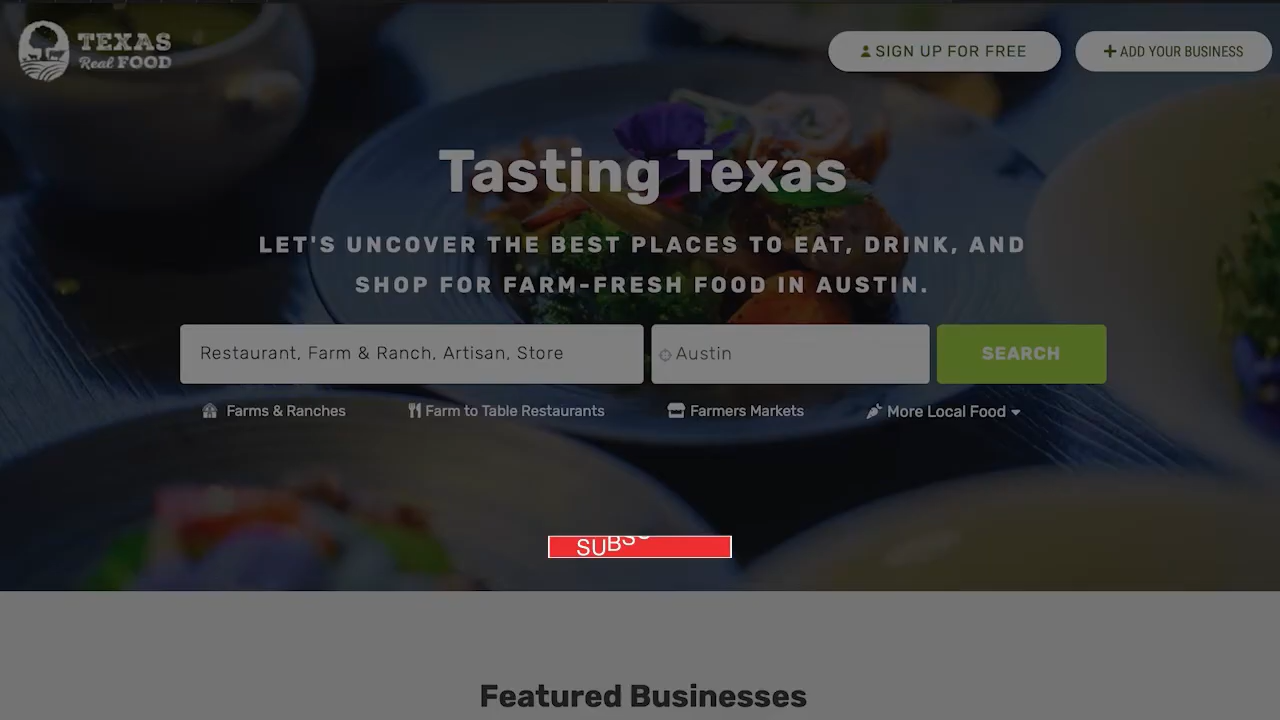 TEXAS
Real FOOD
SIGN UP FOR FREE
ADD YOUR BUSINESS
Tasting Texas
LET'S UNCOVER THE BEST PLACES TO EAT, DRINK, AND
SHOP FOR FARM-FRESH FOOD IN AUSTIN.
Restaurant, Farm & Ranch, Artisan, Store
Austin
SEARCH
Farms & Ranches
Farm to Table Restaurants
Farmers Markets
More Local Food
Featured Businesses